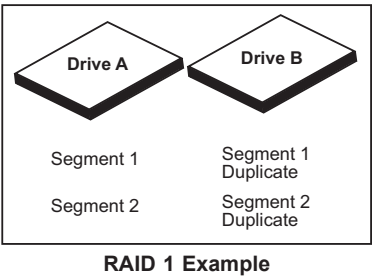 Drive A
Drive B
Segment 1
Segment 1
Duplicate
Segment 2
Segment 2
Duplicate
RAID 1 Example